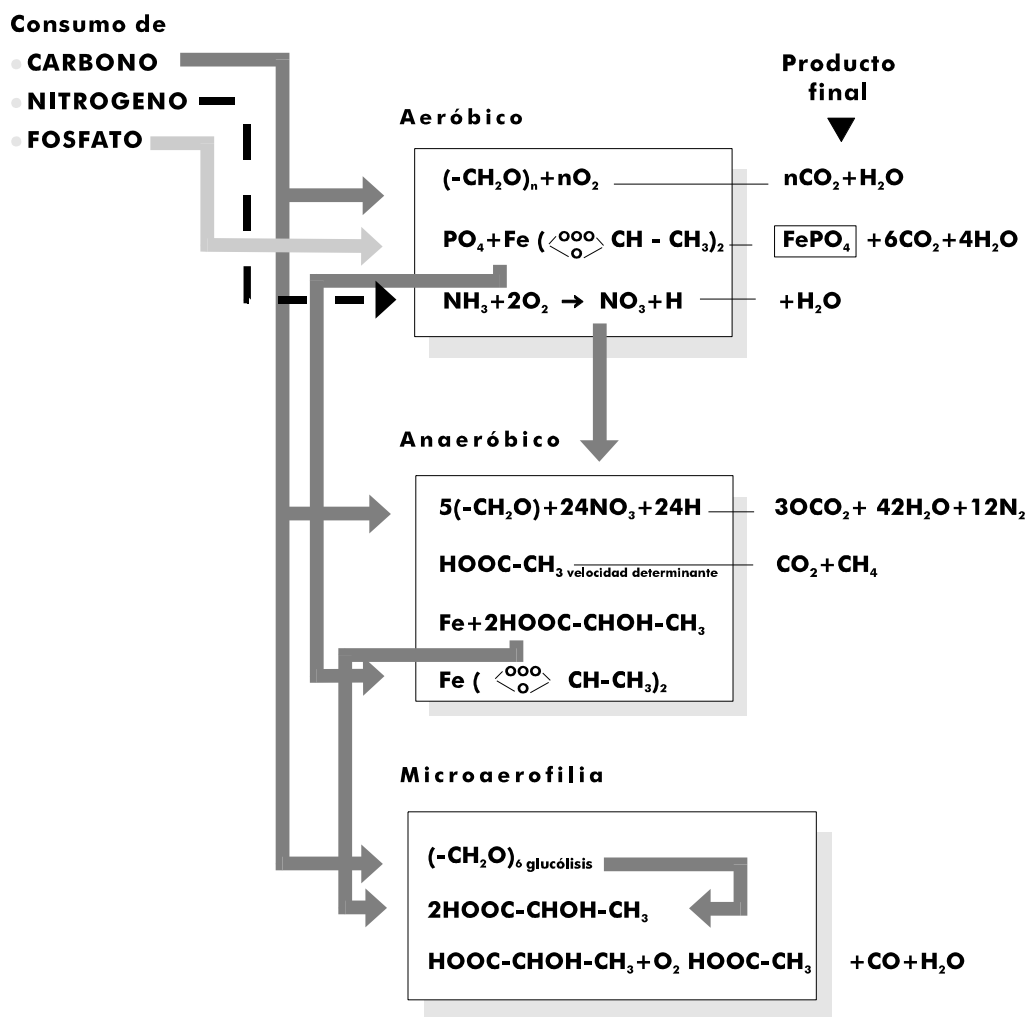 Consumo de
CARBONO
NITROGENO
FOSFATO
Producto
final
Aeróbico
(-CH₂O)ₙ+nO₂ nCO₂+H₂O
PO₄+Fe ( OOO O CH - CH₃)₂ FePO₄ +6CO₂+4H₂O
NH₃+2O₂ → NO₃+H +H₂O
Anaeróbico
5(-CH₂O)+24NO₃+24H 3OCO₂+ 42H₂O+12N₂
HOOC-CH₃ velocidad determinante CO₂+CH₄
Fe+2HOOC-CHOH-CH₃
Fe ( OOO O CH-CH₃)₂
Microaerofilia
(-CH₂O)₆ glucólisis
2HOOC-CHOH-CH₃
HOOC-CHOH-CH₃+O₂ HOOC-CH₃ +CO+H₂O